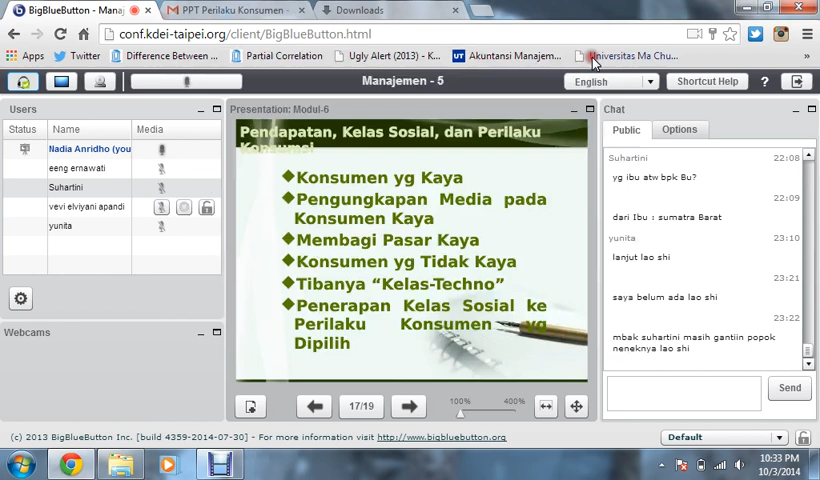 BigBlueButton - Manaj
PPT Perilaku Konsumen -
Downloads
conf.kdei-taipei.org/client/BigBlueButton.html
Apps
Twitter
Difference Between ...
Partial Correlation
Ugly Alert (2013) - K...
UT
Akuntansi Manajem...
Universitas Ma Chu...
»
Manajemen - 5
English
Shortcut Help
?
Users
Status
Name
Media
Nadia Anridho (you
eeng ernawati
Suhartini
vevi elviyani apandi
yunita
Webcams
Presentation: Modul-6
Pendapatan, Kelas Sosial, dan Perilaku
Konsumsi
Konsumen yg Kaya
Pengungkapan Media pada
Konsumen Kaya
Membagi Pasar Kaya
Konsumen yg Tidak Kaya
Tibanya “Kelas-Techno”
Penerapan Kelas Sosial ke
Perilaku Konsumen yg
Dipilih
17/19
100%
400%
Chat
Public
Options
Suhartini
22:08
yg ibu atw bpk Bu?
22:09
dari Ibu : sumatra Barat
yunita
23:10
lanjut lao shi
23:21
saya belum ada lao shi
23:22
mbak suhartini masih gantiin popok
neneknya lao shi
Send
(c) 2013 BigBlueButton Inc. [build 4359-2014-07-30] - For more information visit http://www.bigbluebutton.org
Default
10:33 PM
10/3/2014